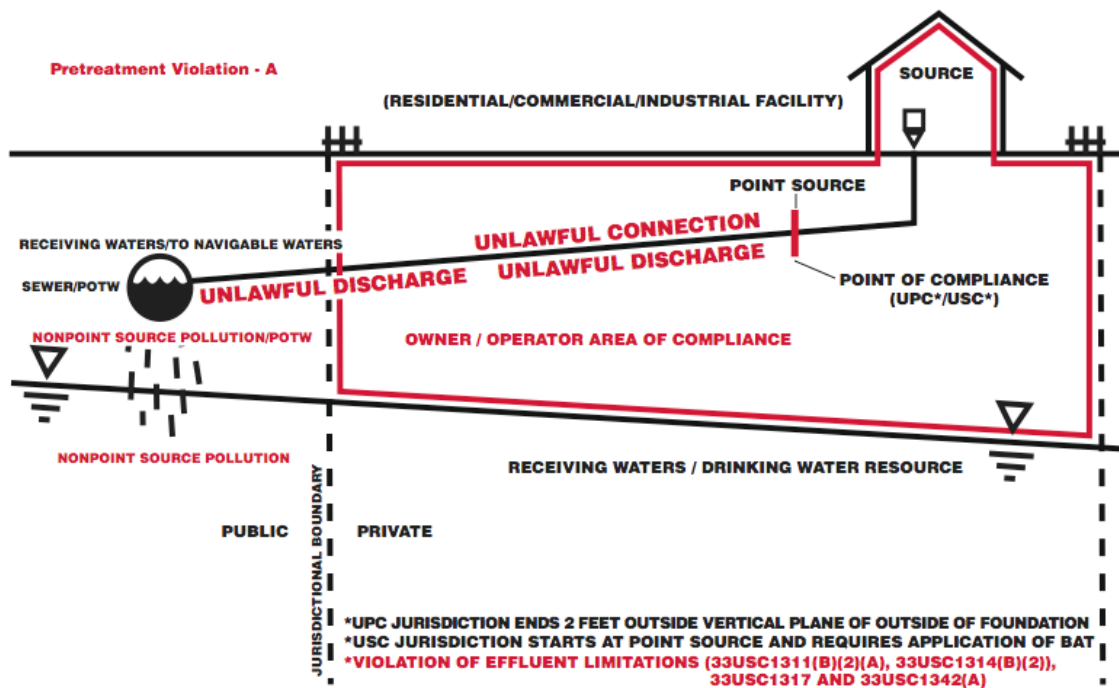 Pretreatment Violation - A
SOURCE
(RESIDENTIAL/COMMERCIAL/INDUSTRIAL FACILITY)
POINT SOURCE
UNLAWFUL CONNECTION
RECEIVING WATERS/TO NAVIGABLE WATERS
UNLAWFUL DISCHARGE
SEWER/POTW
UNLAWFUL DISCHARGE
POINT OF COMPLIANCE
(UPC*/USC*)
NONPOINT SOURCE POLLUTION/POTW
OWNER / OPERATOR AREA OF COMPLIANCE
NONPOINT SOURCE POLLUTION
RECEIVING WATERS / DRINKING WATER RESOURCE
PUBLIC
JURISDICTIONAL BOUNDARY
PRIVATE
*UPC JURISDICTION ENDS 2 FEET OUTSIDE VERTICAL PLANE OF OUTSIDE OF FOUNDATION
*USC JURISDICTION STARTS AT POINT SOURCE AND REQUIRES APPLICATION OF BAT
*VIOLATION OF EFFLUENT LIMITATIONS (33USC1311(B)(2)(A), 33USC1314(B)(2)),
33USC1317 AND 33USC1342(A)